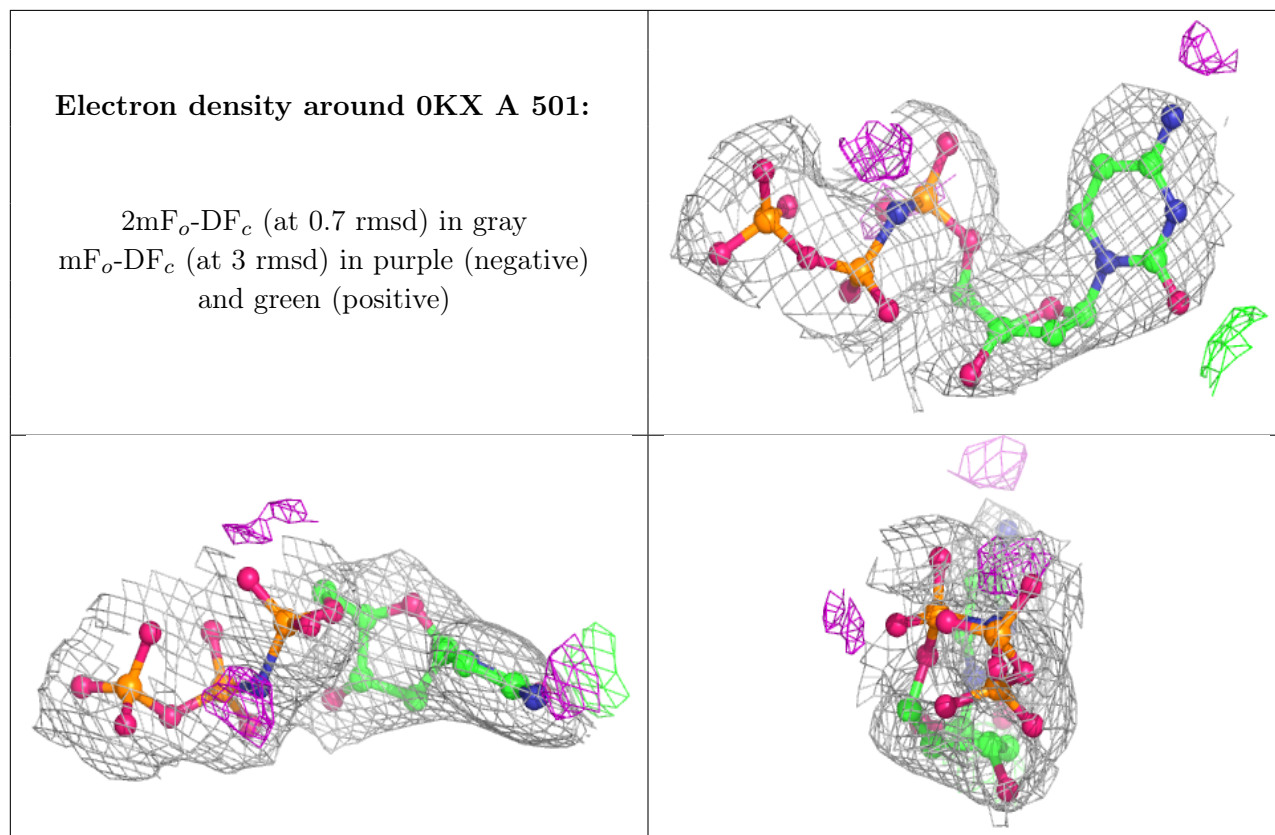 Electron density around 0KX A 501:
2mFo-DFc (at 0.7 rmsd) in gray
mFo-DFc (at 3 rmsd) in purple (negative)
and green (positive)